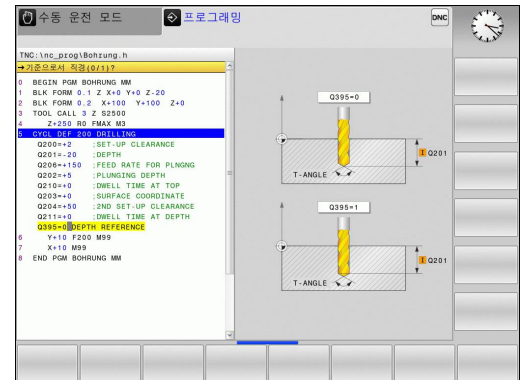 수동 운전 모드
프로그래밍
DNC
TNC:\nc_prog\Bohrung.h
→기준으로서 직경(0/1)?
0 BEGIN PGM BOHRUNG MM
1 BLK FORM 0.1 Z X+0 Y+0 Z-20
2 BLK FORM 0.2 X+100 Y+100 Z+0
3 TOOL CALL 3 Z S2500
4 Z+250 R0 FMAX M3
5 CYCL DEF 200 DRILLING
Q200=+2 ;SET-UP CLEARANCE
Q201=-20 ;DEPTH
Q206=+150 ;FEED RATE FOR PLNGNG
Q202=+5 ;PLUNGING DEPTH
Q210=+0 ;DWELL TIME AT TOP
Q203=+0 ;SURFACE COORDINATE
Q204=+50 ;2ND SET-UP CLEARANCE
Q211=+0 ;DWELL TIME AT DEPTH
Q395=0 DEPTH REFERENCE
6 Y+10 F200 M99
7 X+10 M99
8 END PGM BOHRUNG MM
Q395=0
I Q201
T-ANGLE
Q395=1
I Q201
T-ANGLE